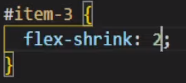 #item-3 {
  flex-shrink: 2;
}